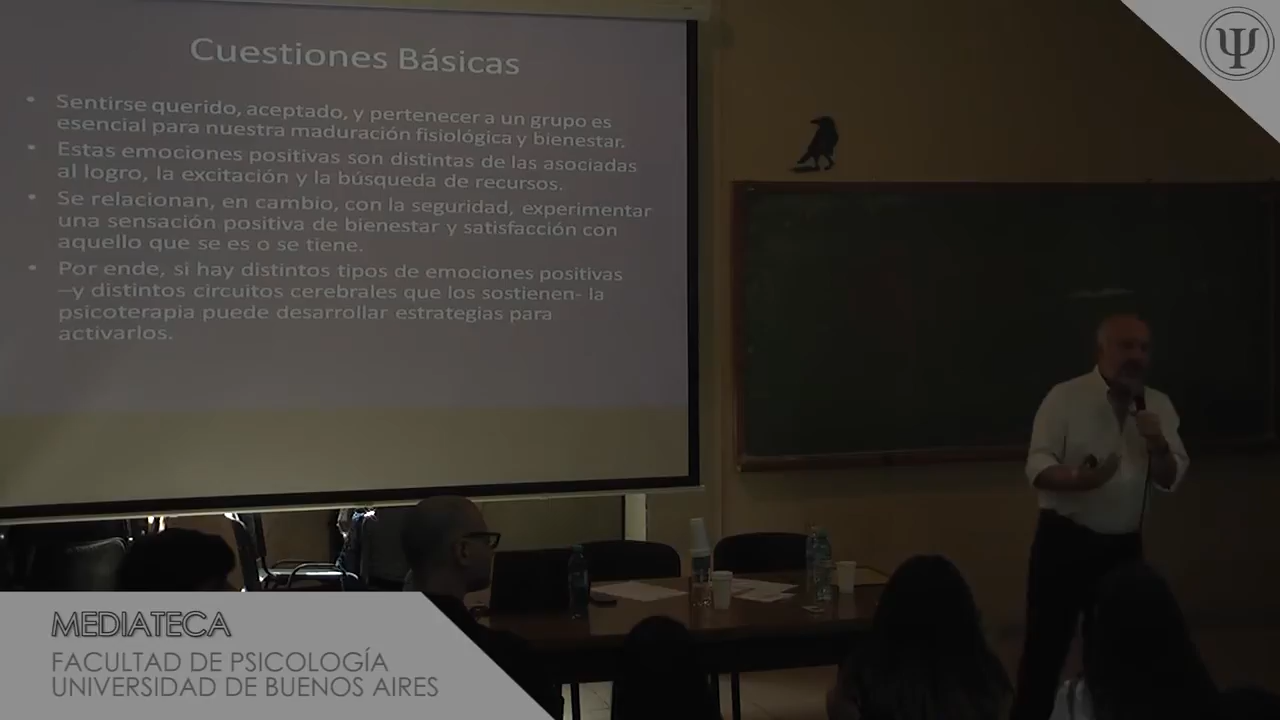 Cuestiones Básicas
• Sentirse querido, aceptado, y pertenecer a un grupo es
esencial para nuestra maduración fisiológica y bienestar.
• Estas emociones positivas son distintas de las asociadas
al logro, la excitación y la búsqueda de recursos.
• Se relacionan, en cambio, con la seguridad, experimentar
una sensación positiva de bienestar y satisfacción con
aquello que se es o se tiene.
• Por ende, si hay distintos tipos de emociones positivas
–y distintos circuitos cerebrales que los sostienen- la
psicoterapia puede desarrollar estrategias para
activarlos.
Ψ
MEDIATECA
FACULTAD DE PSICOLOGÍA
UNIVERSIDAD DE BUENOS AIRES